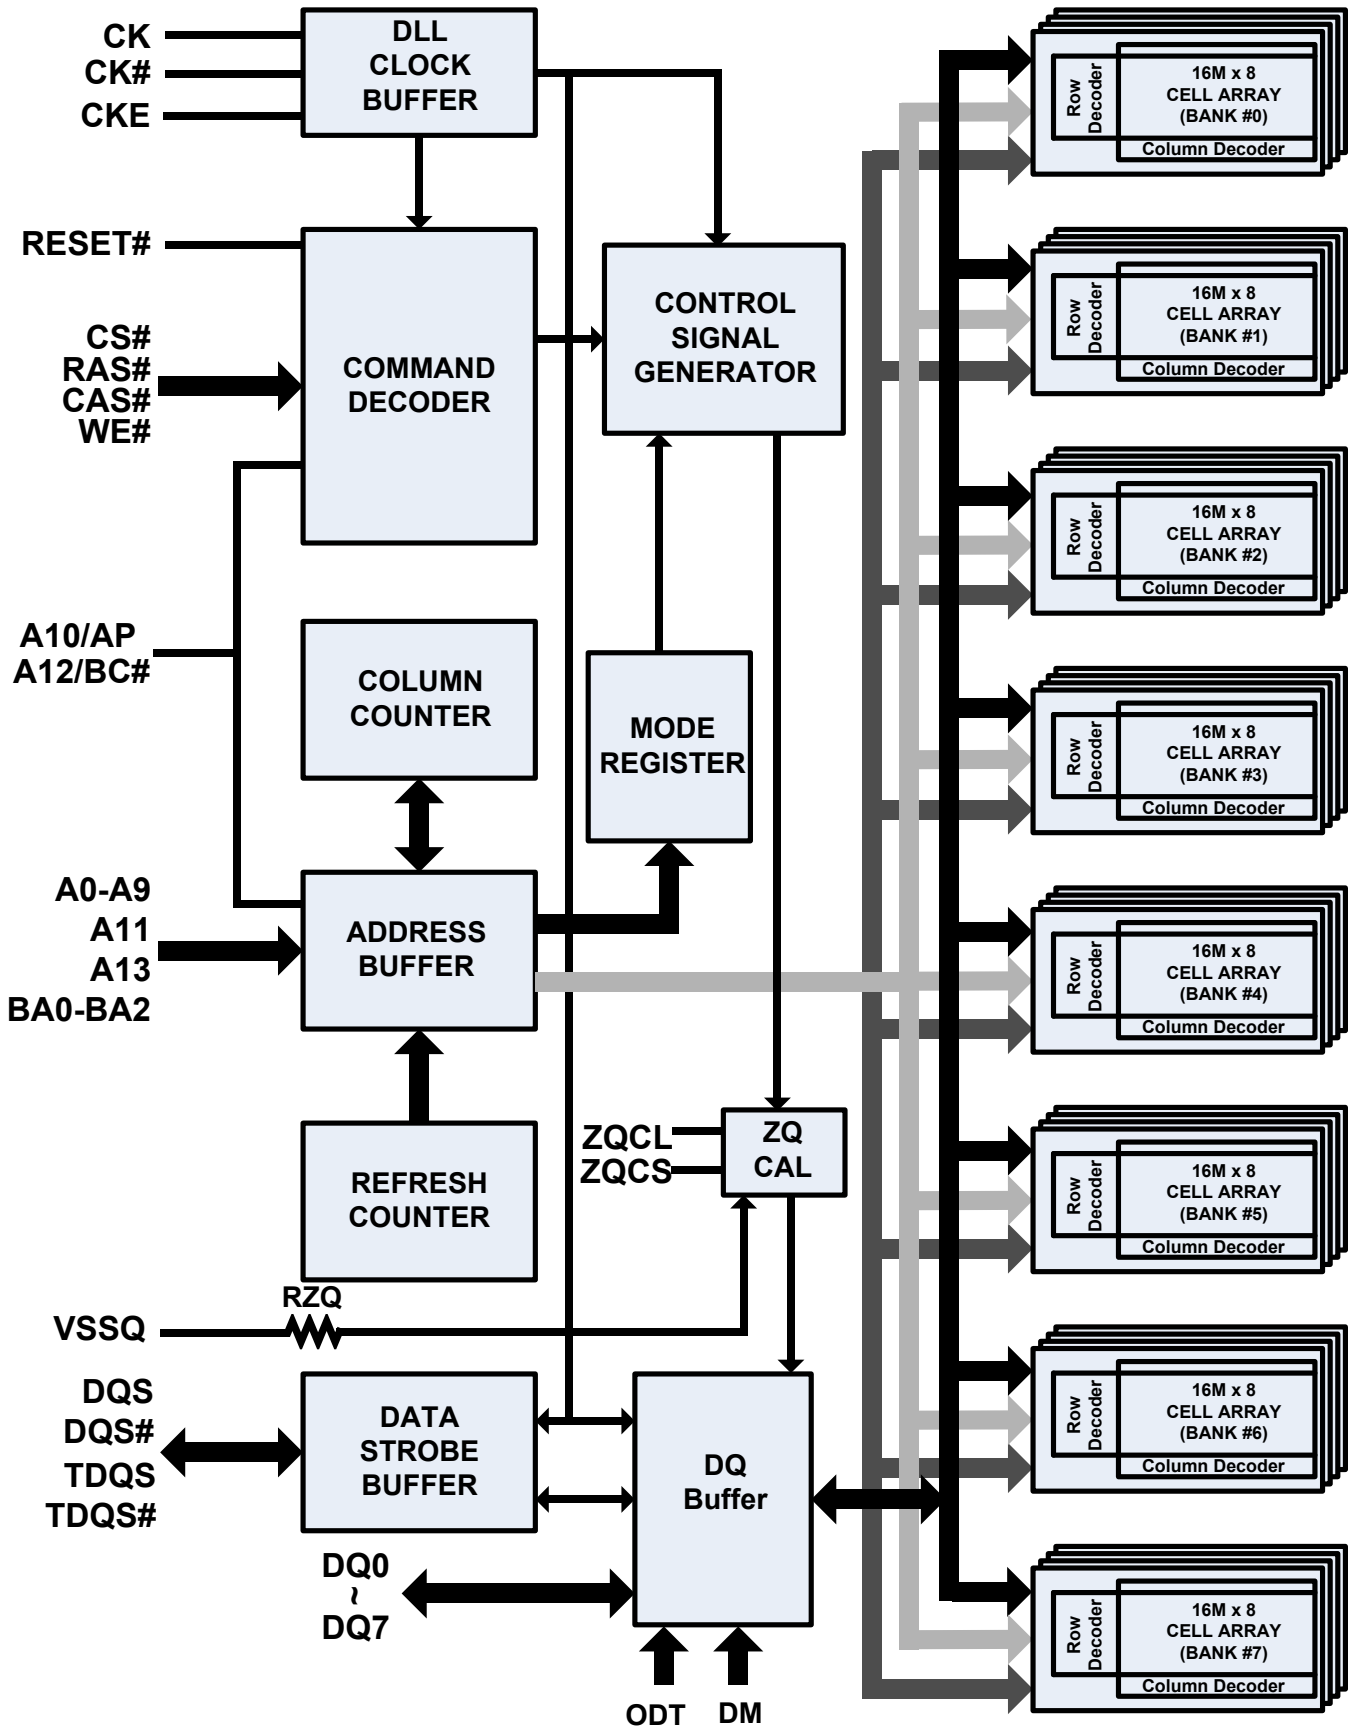 CK
CK#
CKE
DLL
CLOCK
BUFFER
RESET#
CS#
RAS#
CAS#
WE#
COMMAND
DECODER
CONTROL
SIGNAL
GENERATOR
A10/AP
A12/BC#
COLUMN
COUNTER
MODE
REGISTER
A0-A9
A11
A13
BA0-BA2
ADDRESS
BUFFER
REFRESH
COUNTER
ZQCL
ZQCS
ZQ
CAL
RZQ
VSSQ
DQS
DQS#
TDQS
TDQS#
DATA
STROBE
BUFFER
DQ
Buffer
DQ0
~
DQ7
ODT
DM
Row
Decoder
16M x 8
CELL ARRAY
(BANK #0)
Column Decoder
Row
Decoder
16M x 8
CELL ARRAY
(BANK #1)
Column Decoder
Row
Decoder
16M x 8
CELL ARRAY
(BANK #2)
Column Decoder
Row
Decoder
16M x 8
CELL ARRAY
(BANK #3)
Column Decoder
Row
Decoder
16M x 8
CELL ARRAY
(BANK #4)
Column Decoder
Row
Decoder
16M x 8
CELL ARRAY
(BANK #5)
Column Decoder
Row
Decoder
16M x 8
CELL ARRAY
(BANK #6)
Column Decoder
Row
Decoder
16M x 8
CELL ARRAY
(BANK #7)
Column Decoder